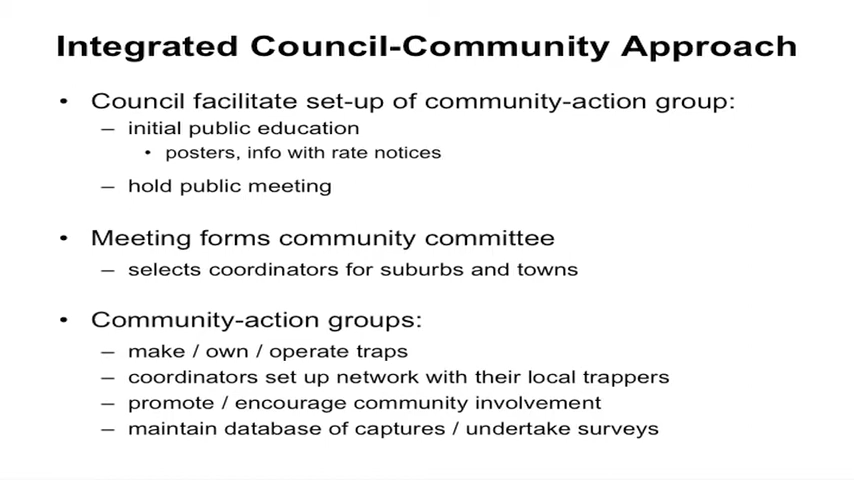 Integrated Council-Community Approach
• Council facilitate set-up of community-action group:
– initial public education
• posters, info with rate notices
– hold public meeting
• Meeting forms community committee
– selects coordinators for suburbs and towns
• Community-action groups:
– make / own / operate traps
– coordinators set up network with their local trappers
– promote / encourage community involvement
– maintain database of captures / undertake surveys